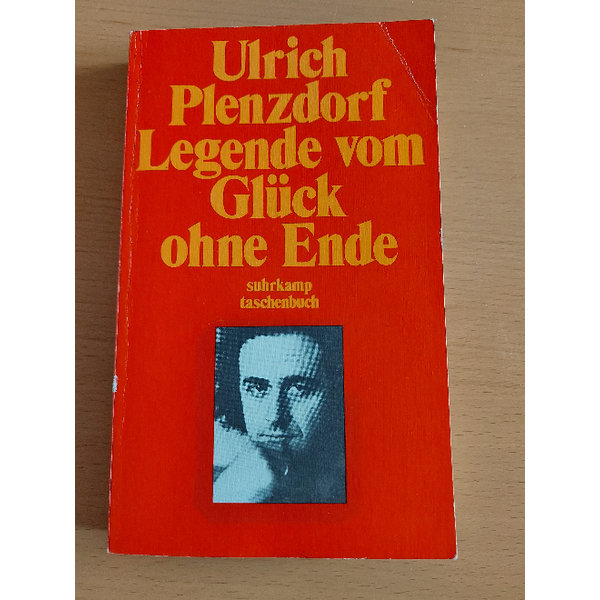 Ulrich
Plenzdorf
Legende vom
Glück
ohne Ende
suhrkamp
taschenbuch